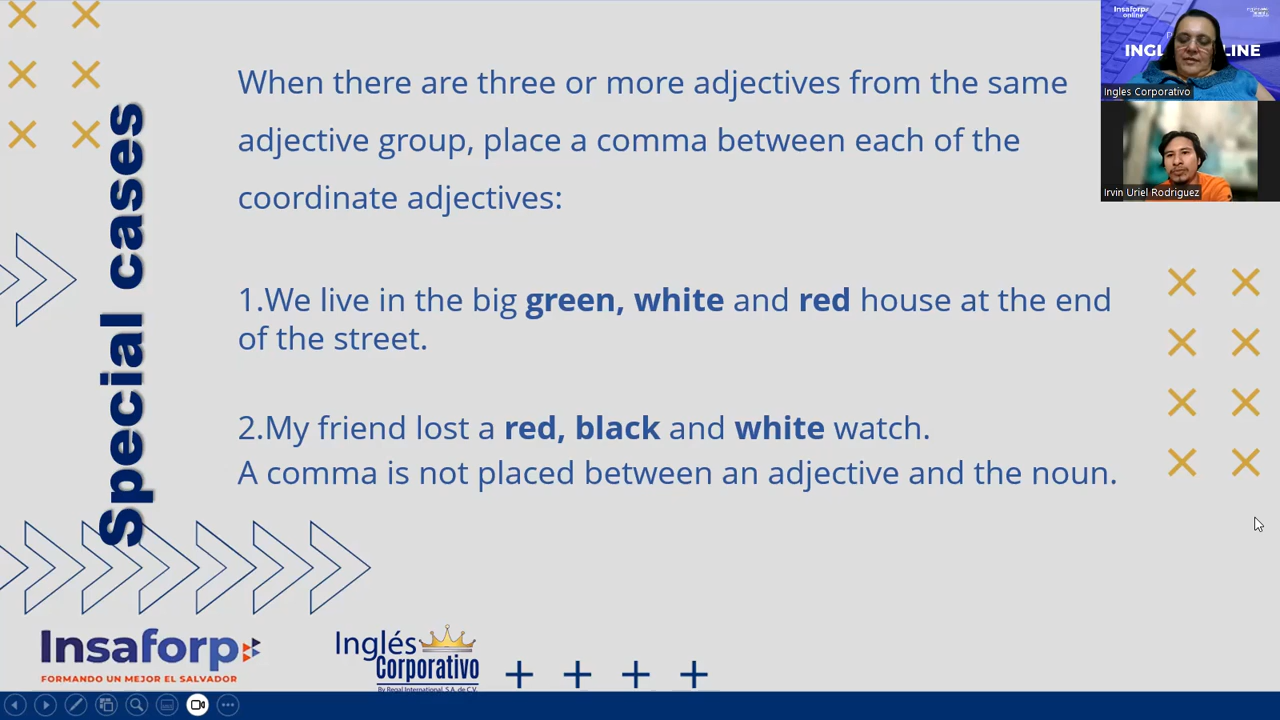 When there are three or more adjectives from the same
adjective group, place a comma between each of the
coordinate adjectives:
1.We live in the big green, white and red house at the end
of the street.
2.My friend lost a red, black and white watch.
A comma is not placed between an adjective and the noun.
Special cases
Insaforp
online
INGL
LINE
Ingles Corporativo
Irvin Uriel Rodriguez
Insaforp
FORMANDO UN MEJOR EL SALVADOR
Inglés
Corporativo
By Regal International, S.A. de C.V.